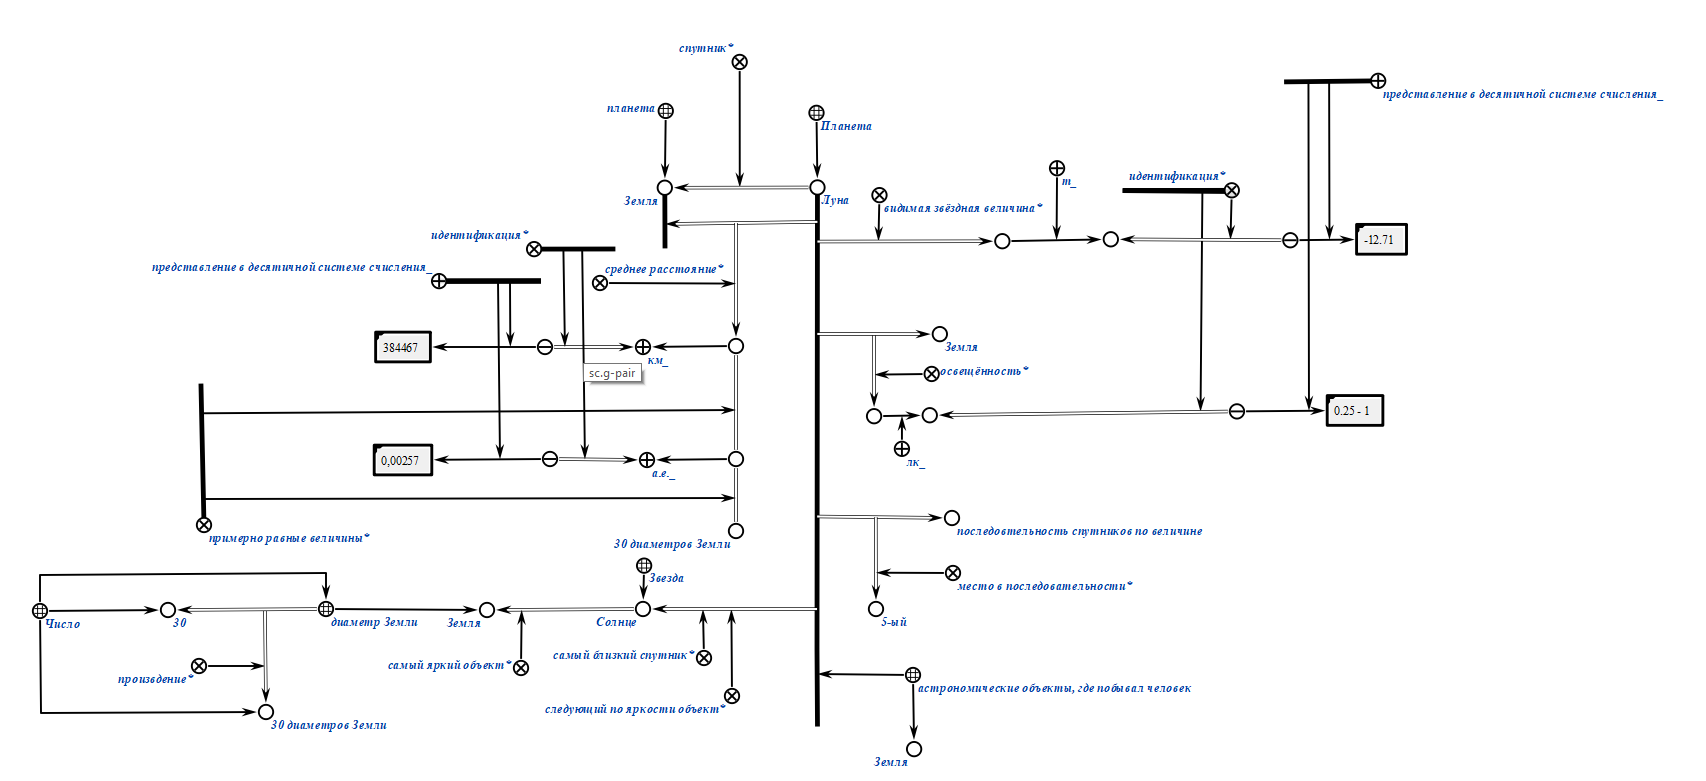 спутник*
планета
Планета
представление в десятичной системе счисления_
m_
идентификация*
Земля
Луна
видимая звёздная величина*
-12.71
идентификация*
представление в десятичной системе счисления_
среднее расстояние*
384467
км_
sc.g-pair
Земля
освещённость*
0.25 - 1
лк_
0,00257
а.е._
примерно равные величины*
30 диаметров Земли
последовтельность спутников по величине
Звезда
место в последовательности*
Число
30
диаметр Земли
Земля
Солнце
5-ый
самый яркий объект*
самый близкий спутник*
произвдение*
следующий по яркости объект*
астрономические объекты, где побывал человек
30 диаметров Земли
Земля